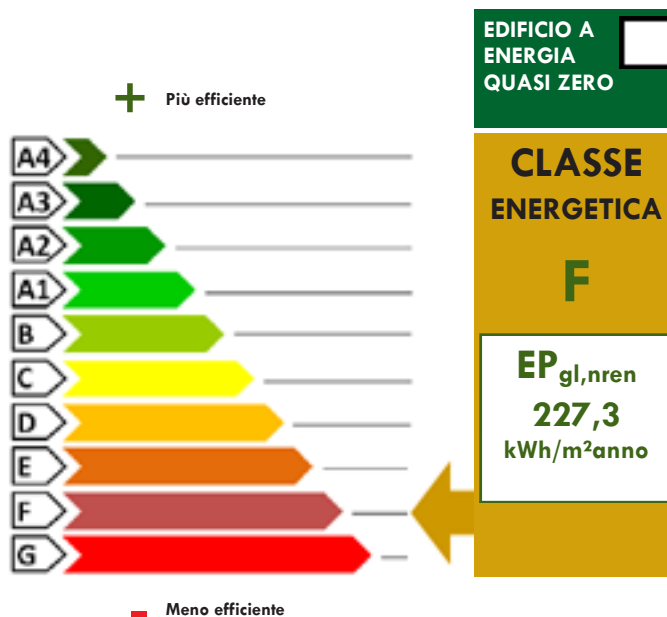 EDIFICIO A
ENERGIA
QUASI ZERO
+ Più efficiente
A4
A3
A2
A1
B
C
D
E
F
G
- Meno efficiente
CLASSE
ENERGETICA
F
EPgl,nren
227,3
kWh/m²anno